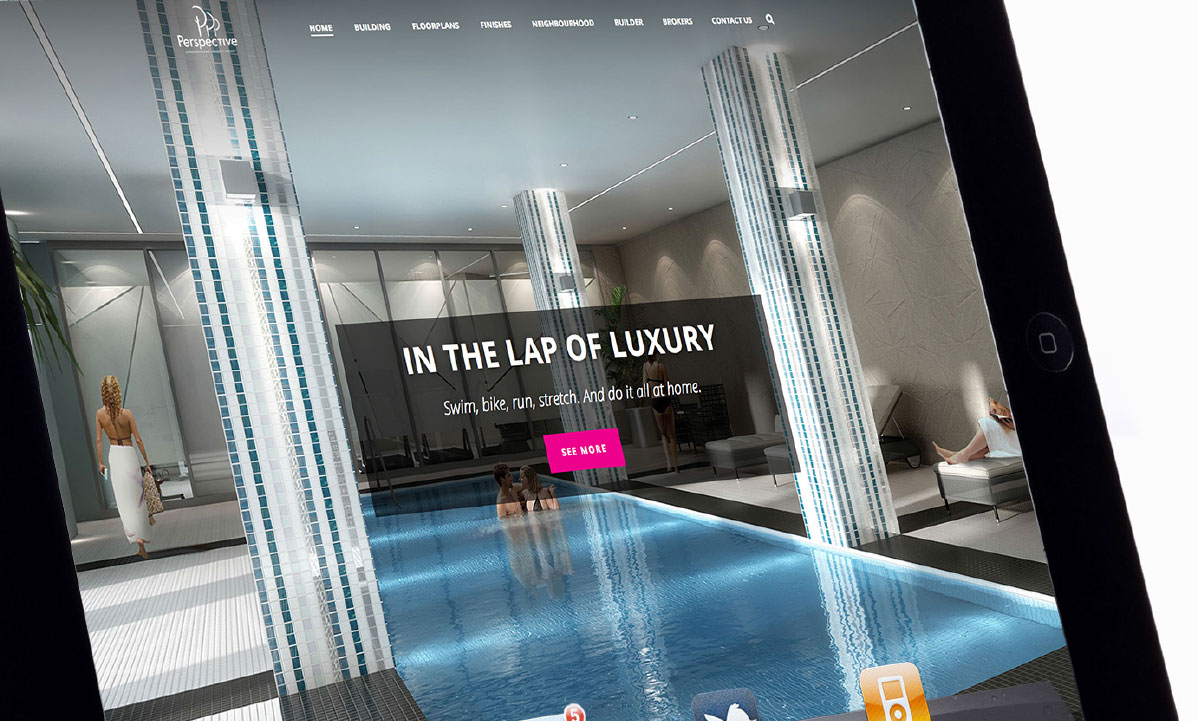 Perspective
HOME BUILDING FLOORPLANS FINISHES NEIGHBOURHOOD BUILDER BROKERS CONTACT US
IN THE LAP OF LUXURY
Swim, bike, run, stretch. And do it all at home.
SEE MORE
5